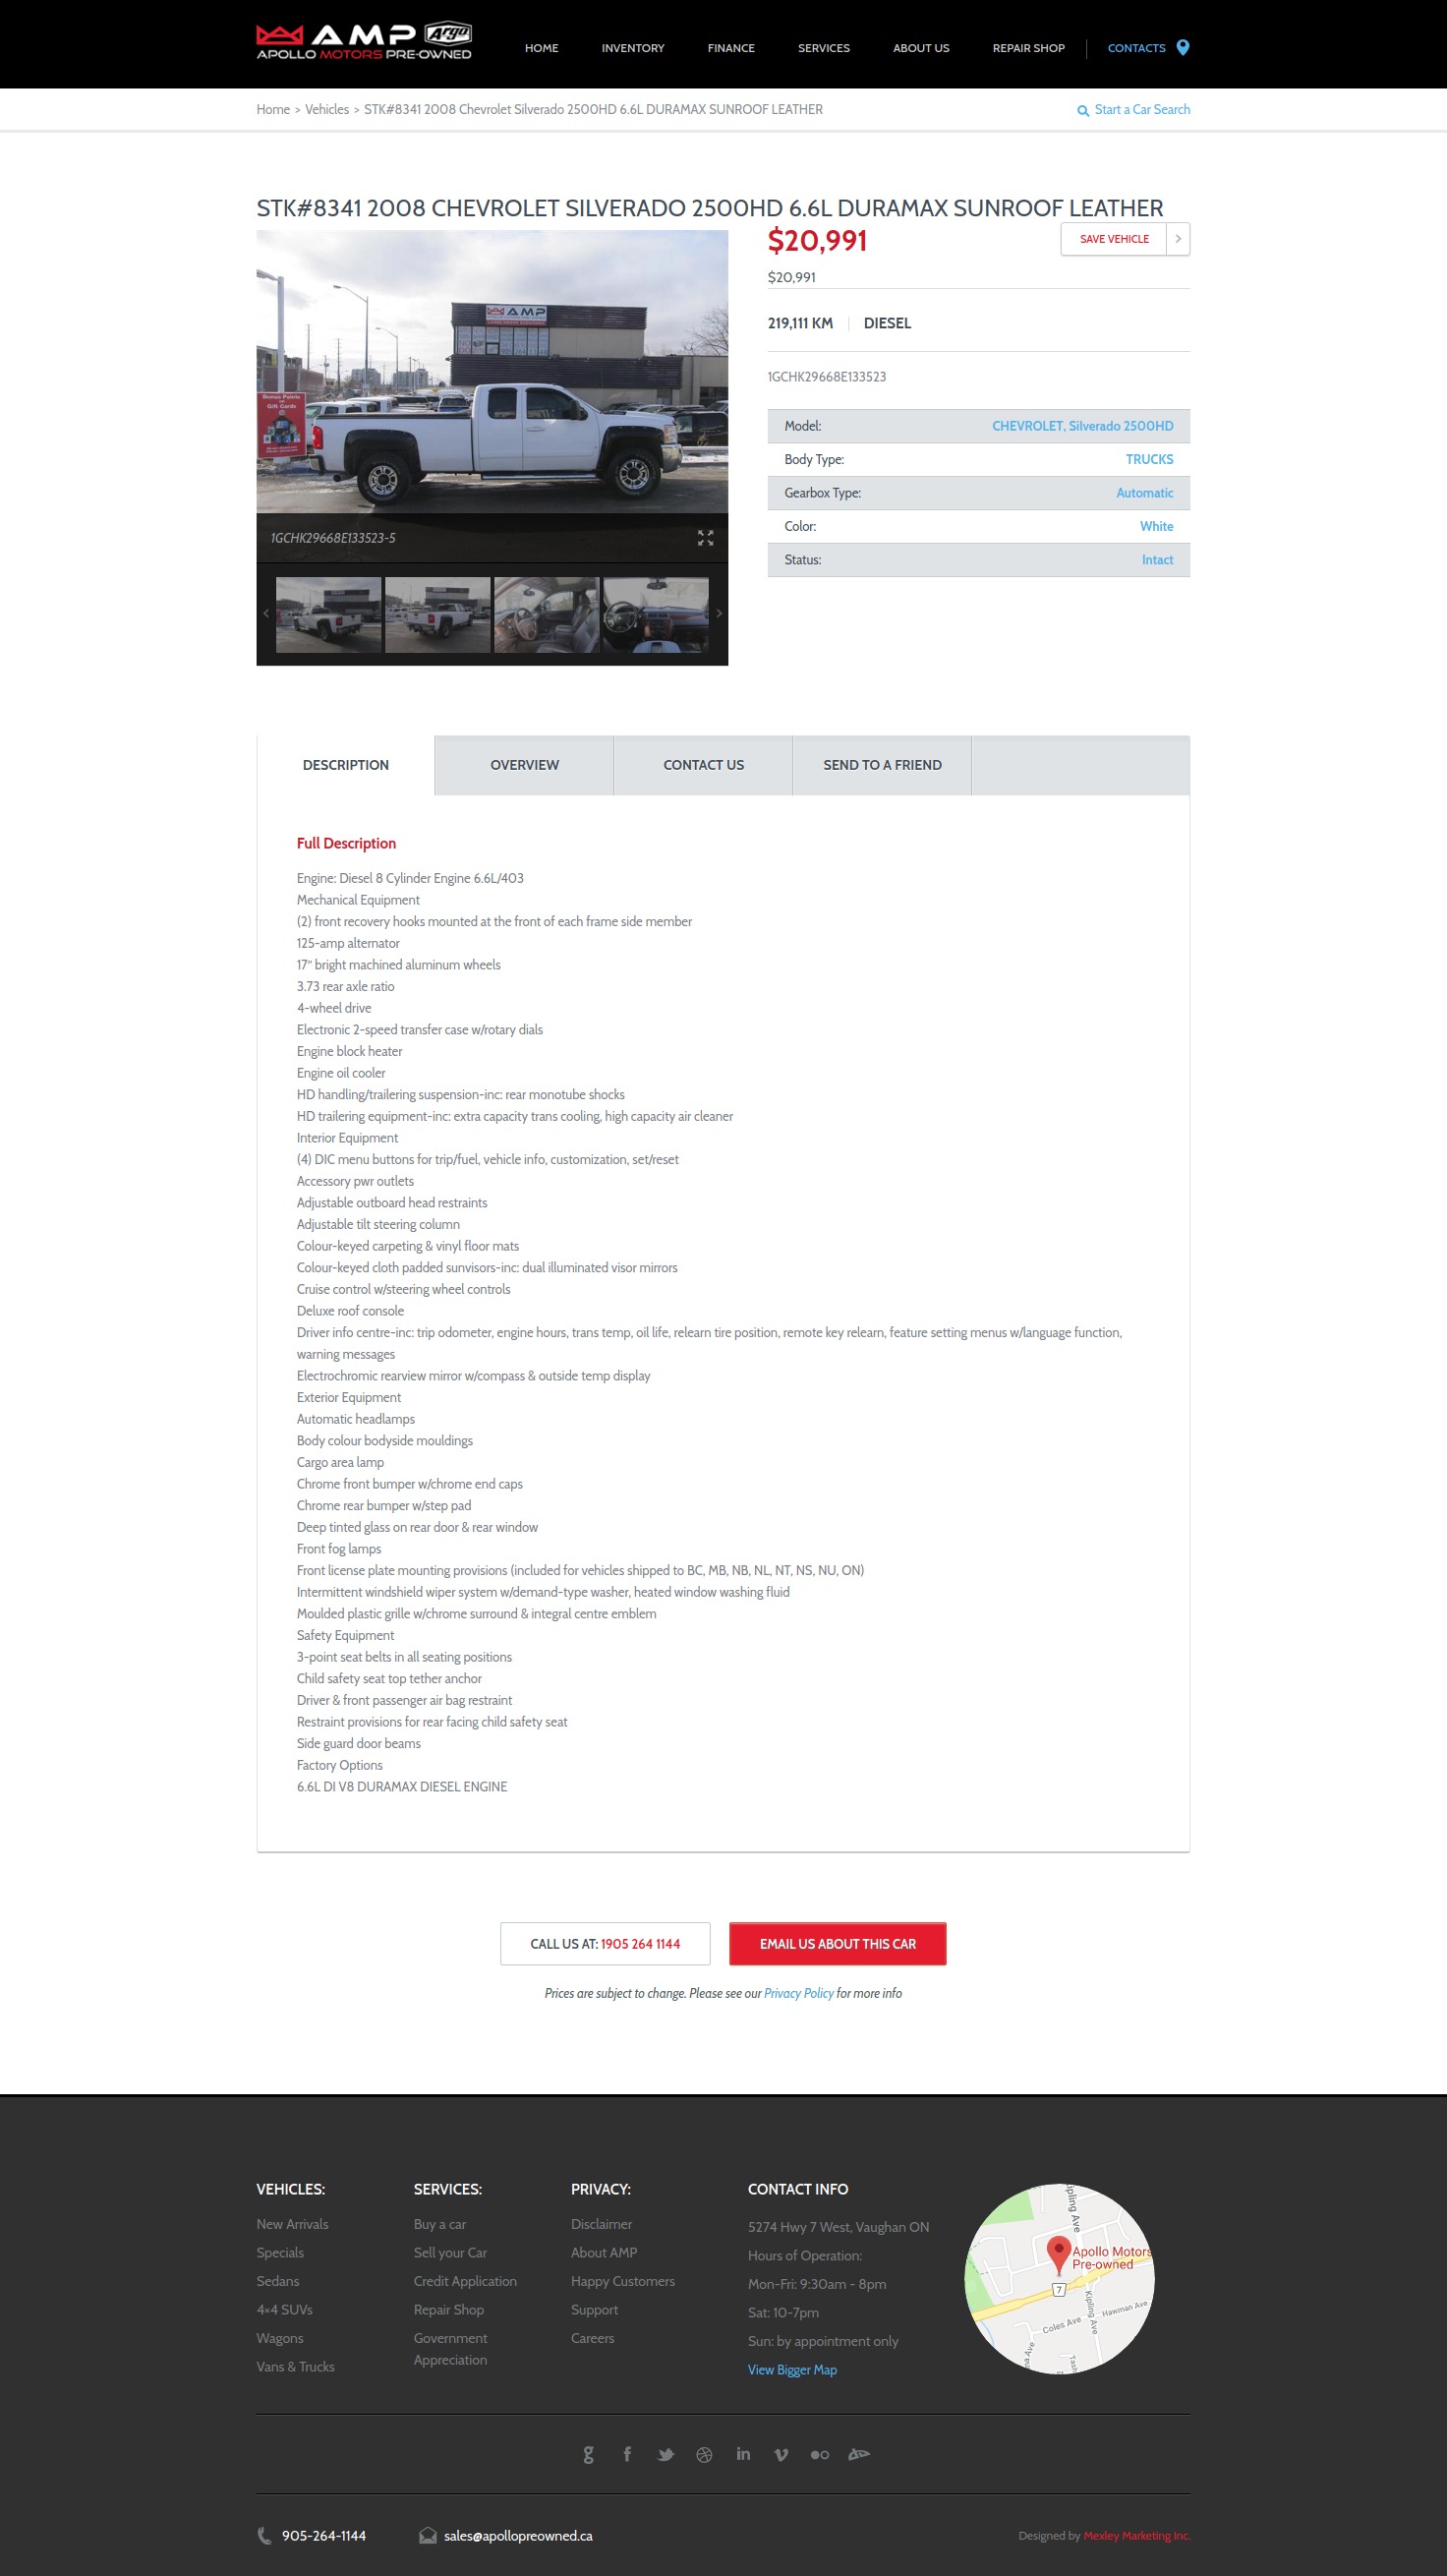 AMP Argo
APOLLO MOTORS PRE-OWNED
HOME
INVENTORY
FINANCE
SERVICES
ABOUT US
REPAIR SHOP
CONTACTS
Home > Vehicles > STK#8341 2008 Chevrolet Silverado 2500HD 6.6L DURAMAX SUNROOF LEATHER
Start a Car Search
STK#8341 2008 CHEVROLET SILVERADO 2500HD 6.6L DURAMAX SUNROOF LEATHER
$20,991
SAVE VEHICLE
$20,991
219,111 KM
DIESEL
1GCHK29668E133523
Model: CHEVROLET, Silverado 2500HD
Body Type: TRUCKS
Gearbox Type: Automatic
Color: White
Status: Intact
AMP
Bonus Points
on
Gift Cards
1GCHK29668E133523-5
DESCRIPTION
OVERVIEW
CONTACT US
SEND TO A FRIEND
Full Description
Engine: Diesel 8 Cylinder Engine 6.6L/403
Mechanical Equipment
(2) front recovery hooks mounted at the front of each frame side member
125-amp alternator
17" bright machined aluminum wheels
3.73 rear axle ratio
4-wheel drive
Electronic 2-speed transfer case w/rotary dials
Engine block heater
Engine oil cooler
HD handling/trailering suspension-inc: rear monotube shocks
HD trailering equipment-inc: extra capacity trans cooling, high capacity air cleaner
Interior Equipment
(4) DIC menu buttons for trip/fuel, vehicle info, customization, set/reset
Accessory pwr outlets
Adjustable outboard head restraints
Adjustable tilt steering column
Colour-keyed carpeting & vinyl floor mats
Colour-keyed cloth padded sunvisors-inc: dual illuminated visor mirrors
Cruise control w/steering wheel controls
Deluxe roof console
Driver info centre-inc: trip odometer, engine hours, trans temp, oil life, relearn tire position, remote key relearn, feature setting menus w/language function,
warning messages
Electrochromic rearview mirror w/compass & outside temp display
Exterior Equipment
Automatic headlamps
Body colour bodyside mouldings
Cargo area lamp
Chrome front bumper w/chrome end caps
Chrome rear bumper w/step pad
Deep tinted glass on rear door & rear window
Front fog lamps
Front license plate mounting provisions (included for vehicles shipped to BC, MB, NB, NL, NT, NS, NU, ON)
Intermittent windshield wiper system w/demand-type washer, heated window washing fluid
Moulded plastic grille w/chrome surround & integral centre emblem
Safety Equipment
3-point seat belts in all seating positions
Child safety seat top tether anchor
Driver & front passenger air bag restraint
Restraint provisions for rear facing child safety seat
Side guard door beams
Factory Options
6.6L DI V8 DURAMAX DIESEL ENGINE
CALL US AT: 1905 264 1144
EMAIL US ABOUT THIS CAR
Prices are subject to change. Please see our Privacy Policy for more info
VEHICLES:
New Arrivals
Specials
Sedans
4×4 SUVs
Wagons
Vans & Trucks
SERVICES:
Buy a car
Sell your Car
Credit Application
Repair Shop
Government
Appreciation
PRIVACY:
Disclaimer
About AMP
Happy Customers
Support
Careers
CONTACT INFO
5274 Hwy 7 West, Vaughan ON
Hours of Operation:
Mon-Fri: 9:30am - 8pm
Sat: 10-7pm
Sun: by appointment only
View Bigger Map
Kipling Ave
Apollo Motors
Pre-owned
7
Kipling Ave
Coles Ave
Hawman Ave
905-264-1144
sales@apollopreowned.ca
Designed by Mexley Marketing Inc.